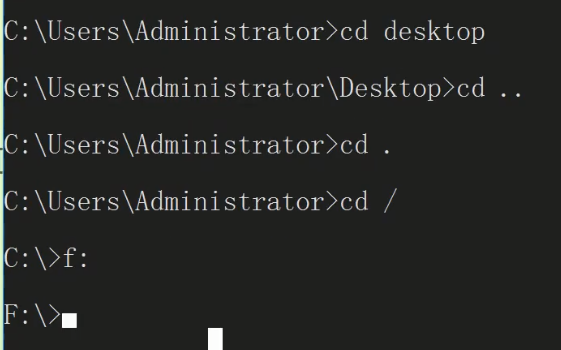 C:\Users\Administrator>cd desktop
C:\Users\Administrator\Desktop>cd ..
C:\Users\Administrator>cd .
C:\Users\Administrator>cd /
C:\>f:
F:\>